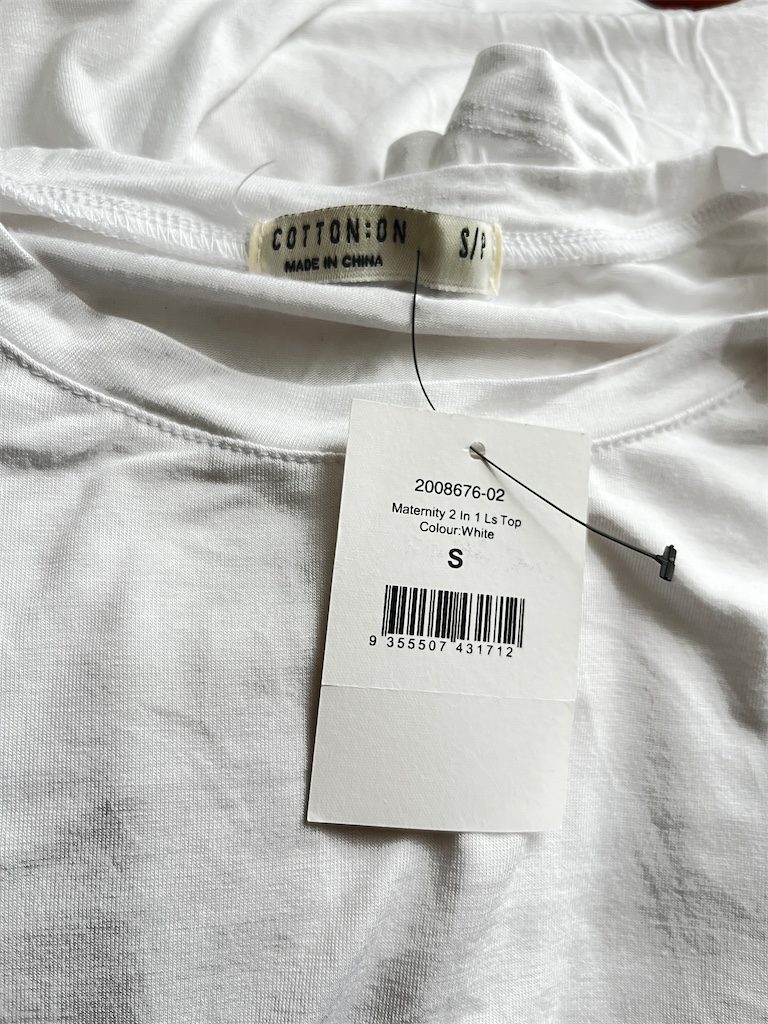 COTTON:ON S/P
MADE IN CHINA
2008676-02
Maternity 2 In 1 Ls Top
Colour:White
S
9 355507 431712